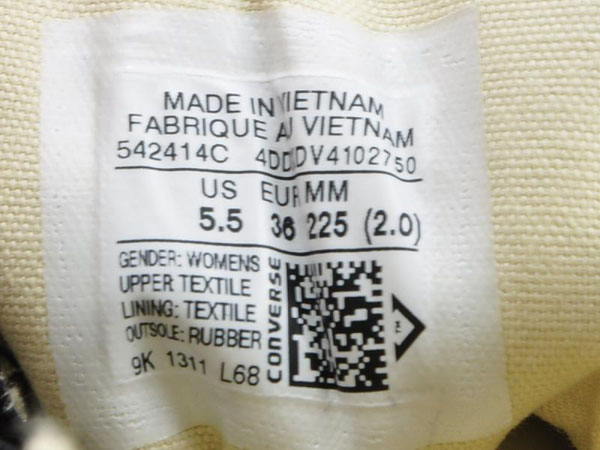 MADE IN VIETNAM
FABRIQUE AU VIETNAM
542414C
US EUR MM
5.5 36 225 (2.0)
GENDER: WOMENS
UPPER TEXTILE
LINING: TEXTILE
OUTSOLE: RUBBER
9K 1311 L68
CONVERSE